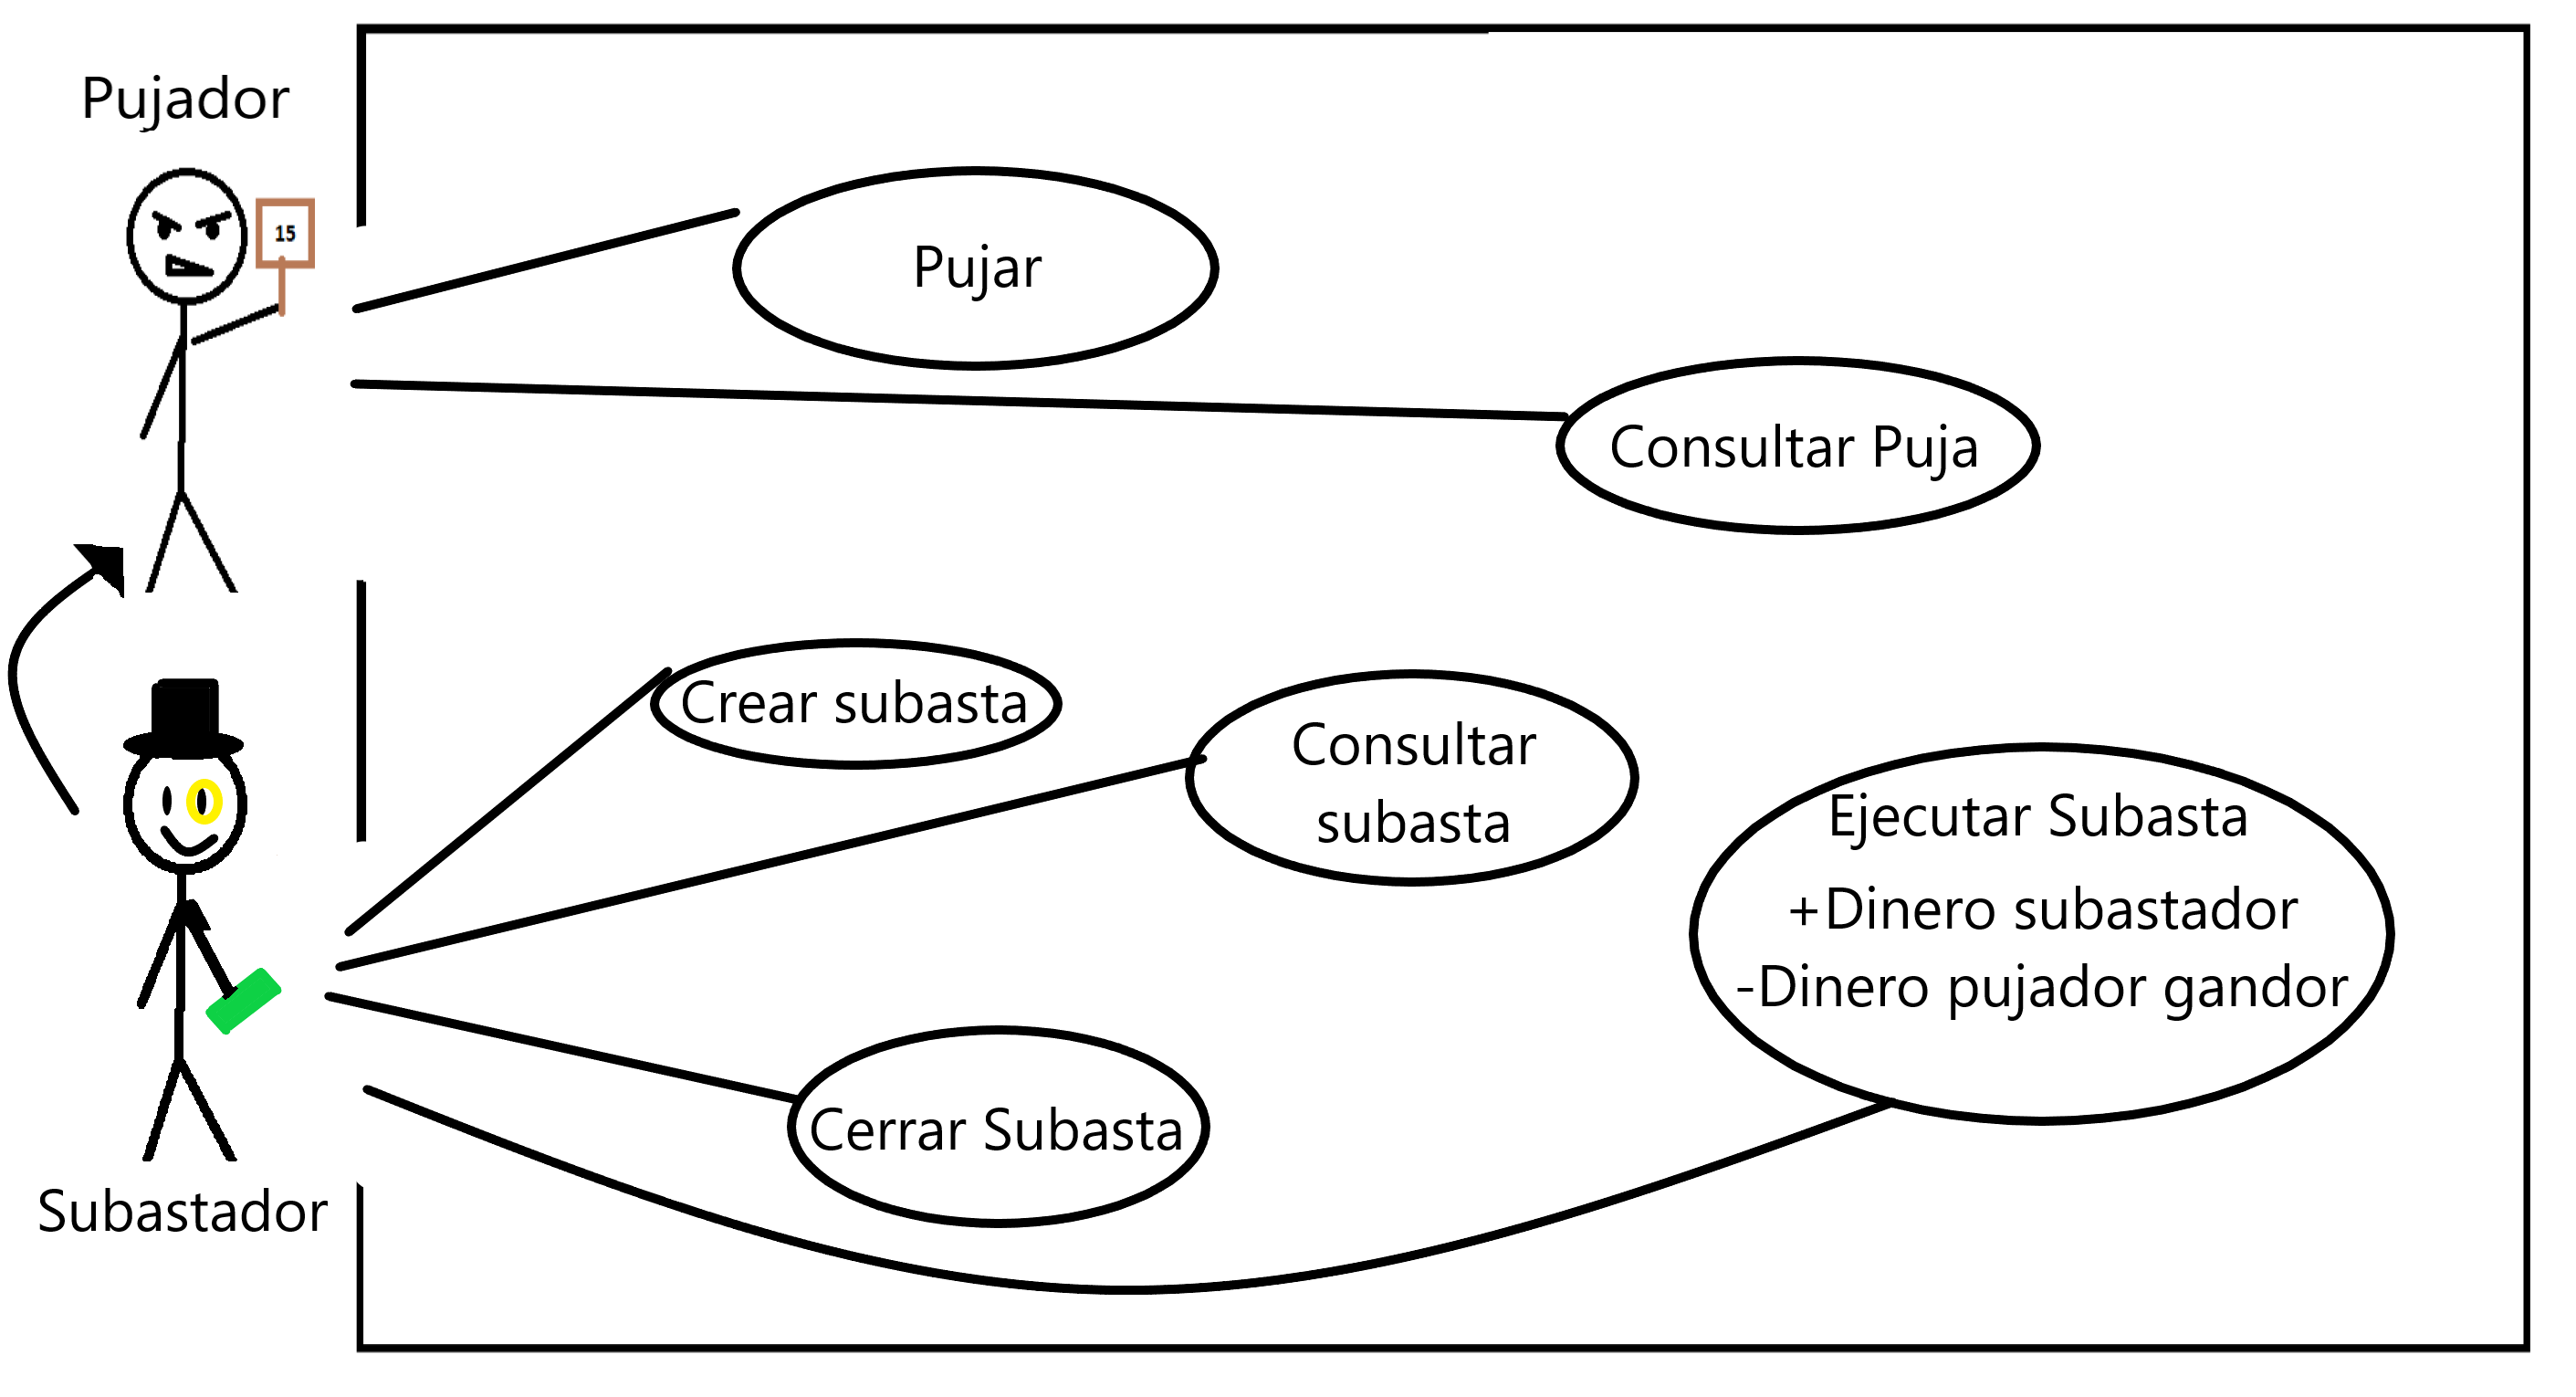 Pujador
15
Pujar
Consultar Puja
Crear subasta
Consultar
subasta
Ejecutar Subasta
+Dinero subastador
-Dinero pujador gandor
Cerrar Subasta
Subastador